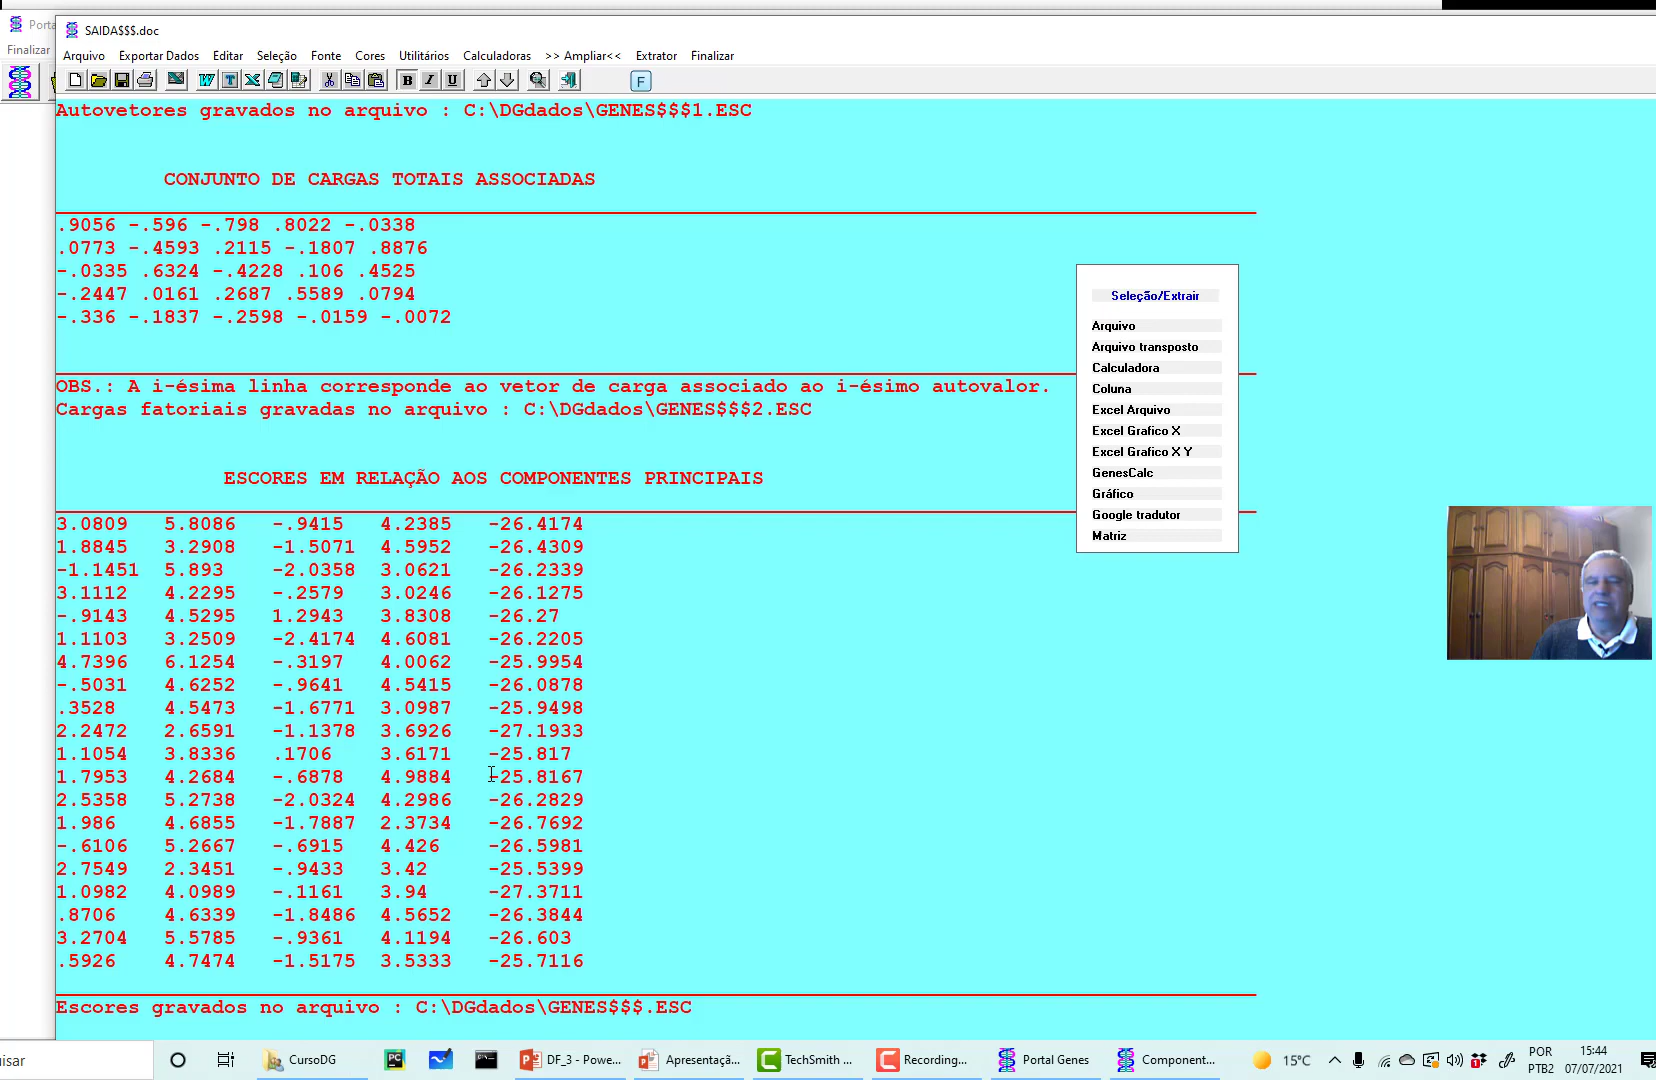 Porta
SAIDA$$$.doc
Finalizar
Arquivo Exportar Dados Editar Seleção Fonte Cores Utilitários Calculadoras >> Ampliar<< Extrator Finalizar
W T X B I U F
Autovetores gravados no arquivo : C:\DGdados\GENES$$$1.ESC
CONJUNTO DE CARGAS TOTAIS ASSOCIADAS
.9056 -.596 -.798 .8022 -.0338
.0773 -.4593 .2115 -.1807 .8876
-.0335 .6324 -.4228 .106 .4525
-.2447 .0161 .2687 .5589 .0794
-.336 -.1837 -.2598 -.0159 -.0072
OBS.: A i-ésima linha corresponde ao vetor de carga associado ao i-ésimo autovalor.
Cargas fatoriais gravadas no arquivo : C:\DGdados\GENES$$$2.ESC
ESCORES EM RELAÇÃO AOS COMPONENTES PRINCIPAIS
3.0809 5.8086 -.9415 4.2385 -26.4174
1.8845 3.2908 -1.5071 4.5952 -26.4309
-1.1451 5.893 -2.0358 3.0621 -26.2339
3.1112 4.2295 -.2579 3.0246 -26.1275
-.9143 4.5295 1.2943 3.8308 -26.27
1.1103 3.2509 -2.4174 4.6081 -26.2205
4.7396 6.1254 -.3197 4.0062 -25.9954
-.5031 4.6252 -.9641 4.5415 -26.0878
.3528 4.5473 -1.6771 3.0987 -25.9498
2.2472 2.6591 -1.1378 3.6926 -27.1933
1.1054 3.8336 .1706 3.6171 -25.817
1.7953 4.2684 -.6878 4.9884 -25.8167
2.5358 5.2738 -2.0324 4.2986 -26.2829
1.986 4.6855 -1.7887 2.3734 -26.7692
-.6106 5.2667 -.6915 4.426 -26.5981
2.7549 2.3451 -.9433 3.42 -25.5399
1.0982 4.0989 -.1161 3.94 -27.3711
.8706 4.6339 -1.8486 4.5652 -26.3844
3.2704 5.5785 -.9361 4.1194 -26.603
.5926 4.7474 -1.5175 3.5333 -25.7116
Escores gravados no arquivo : C:\DGdados\GENES$$$.ESC
Seleção/Extrair
Arquivo
Arquivo transposto
Calculadora
Coluna
Excel Arquivo
Excel Grafico X
Excel Grafico X Y
GenesCalc
Gráfico
Google tradutor
Matriz
uisar CursoDG PC DF_3 - Powe... Apresentaçã... TechSmith ... Recording... Portal Genes Component... 15°C POR 15:44
PTB2 07/07/2021